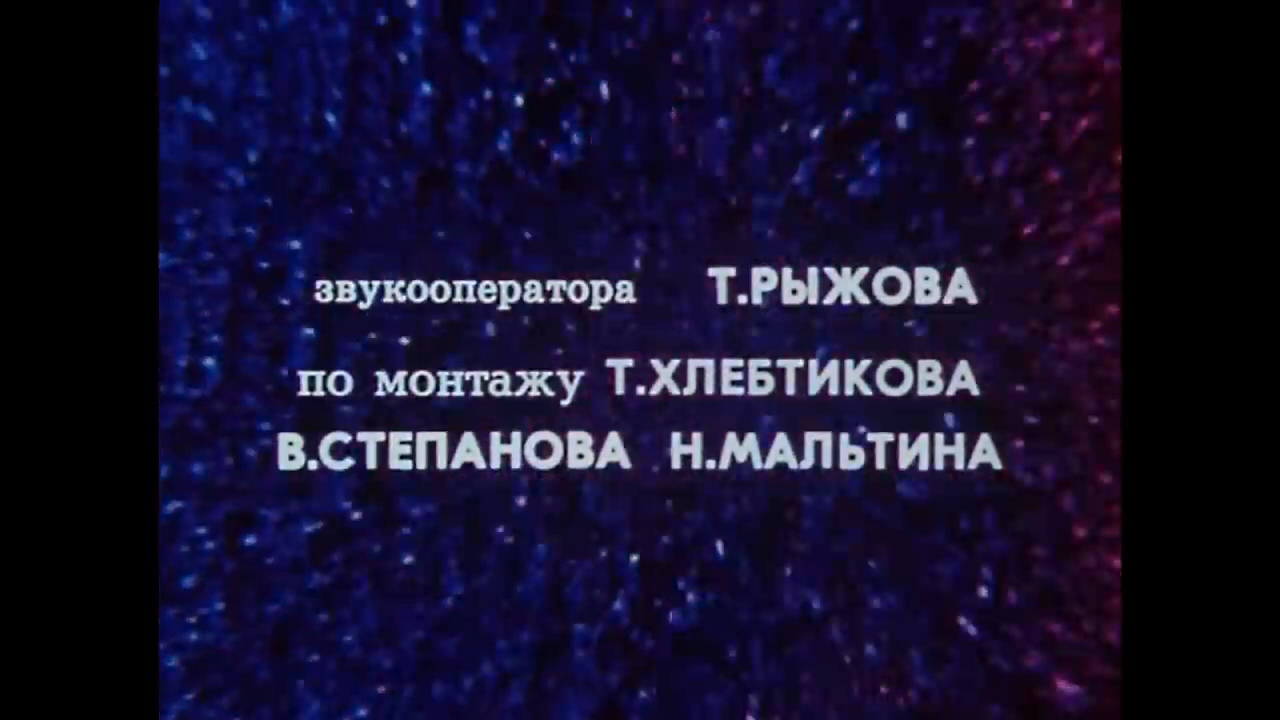 звукооператора Т.РЫЖОВА
по монтажу Т.ХЛЕБТИКОВА
В.СТЕПАНОВА Н.МАЛЬТИНА